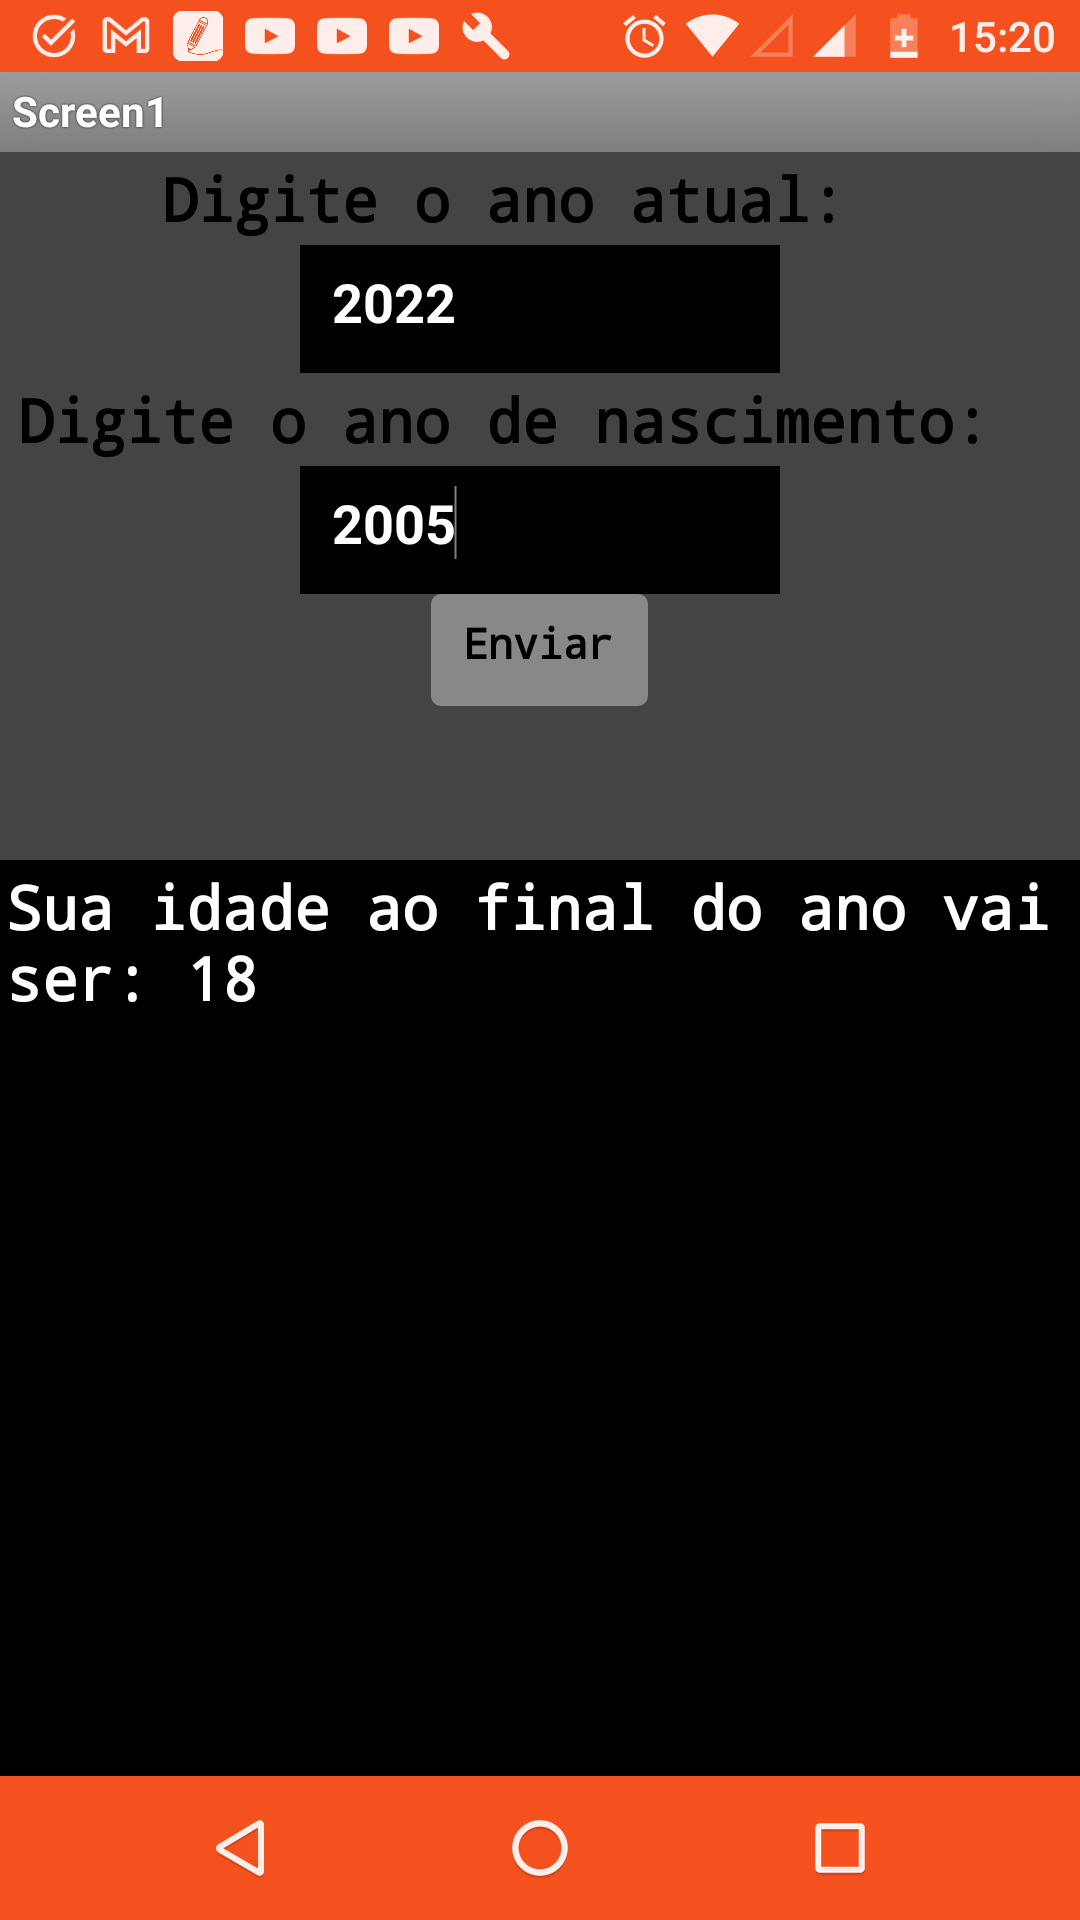 15:20
Screen1
Digite o ano atual:
2022
Digite o ano de nascimento:
2005
Enviar
Sua idade ao final do ano vai
ser: 18